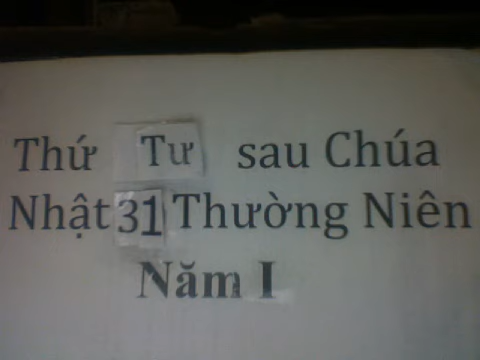 Thứ Tư sau Chúa
Nhật 31 Thường Niên
Năm I